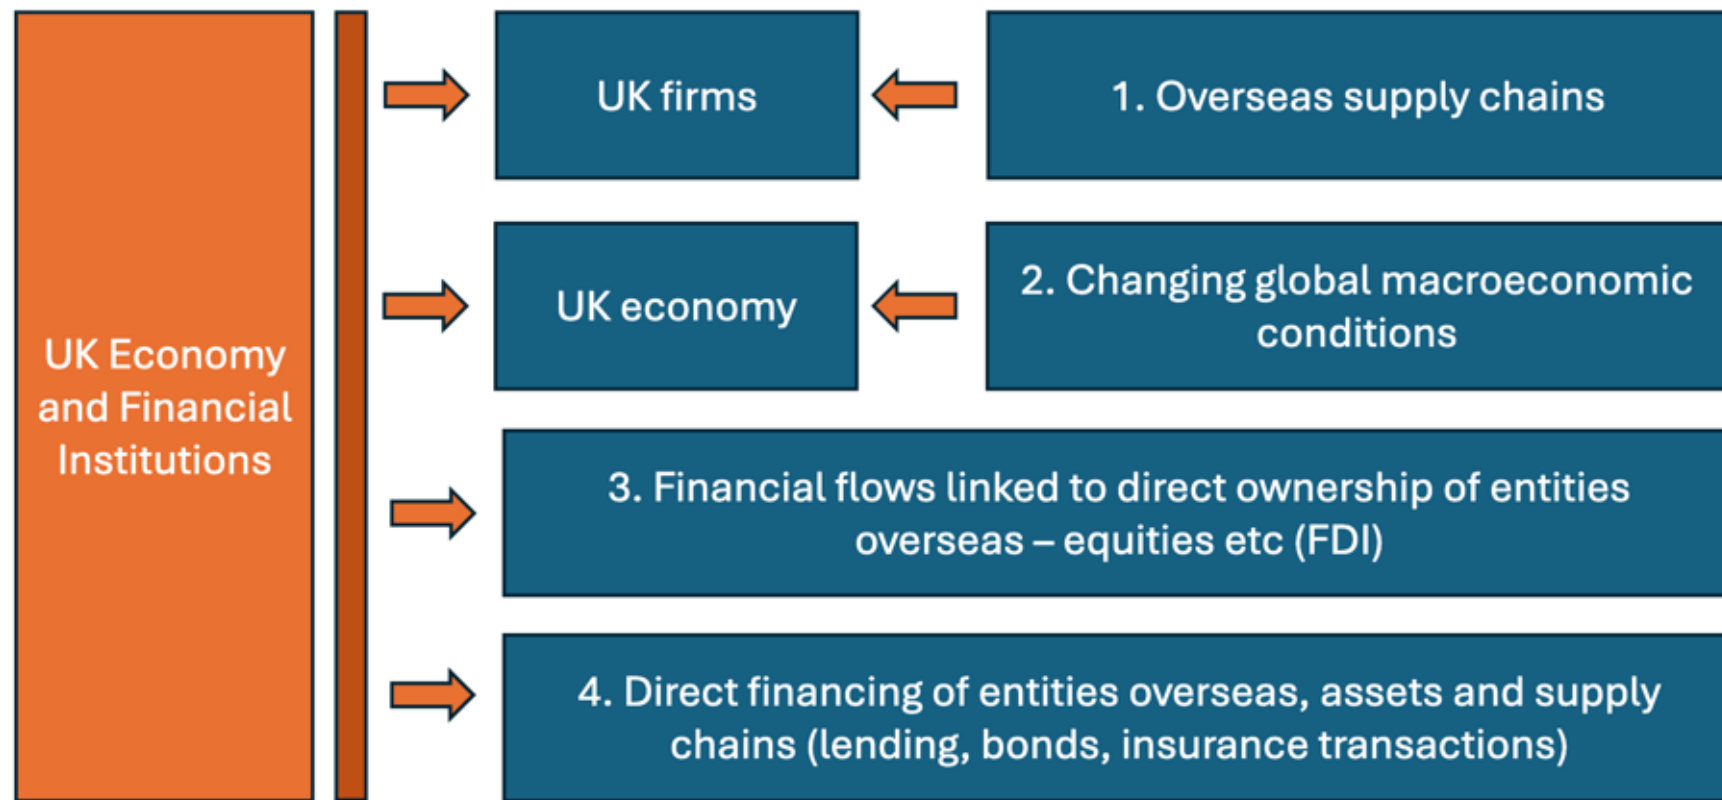 UK Economy
and Financial
Institutions
UK firms
1. Overseas supply chains
UK economy
2. Changing global macroeconomic
conditions
3. Financial flows linked to direct ownership of entities
overseas – equities etc (FDI)
4. Direct financing of entities overseas, assets and supply
chains (lending, bonds, insurance transactions)